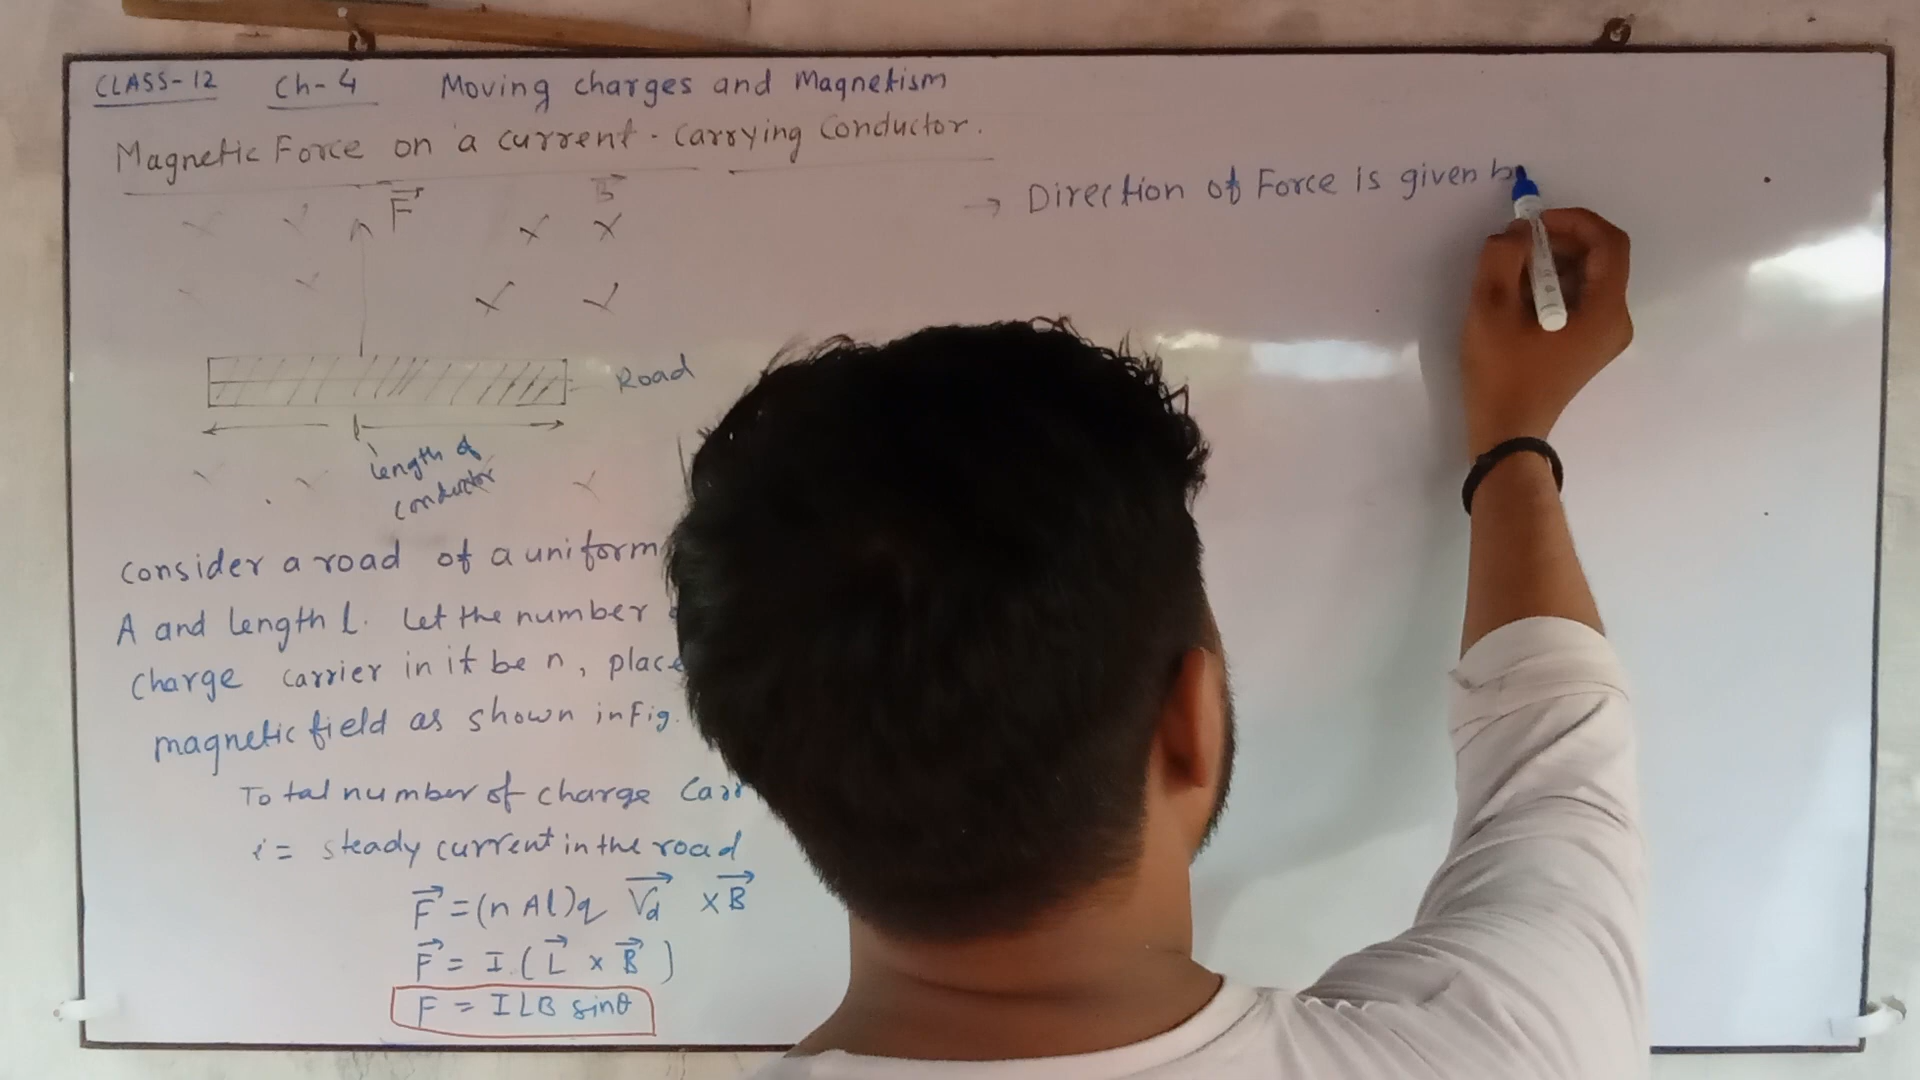 CLASS-12 Ch-4 Moving charges and Magnetism
Magnetic Force on a current-carrying Conductor.
F B
Road
l
length of
conductor
Consider a road of a uniform
A and length L. Let the number
charge carrier in it be n, place
magnetic field as shown in Fig.
Total number of charge Carr
i = steady current in the road
F⃗ = (n Al)q V⃗d × B⃗
F⃗ = I (L⃗ × B⃗)
F = ILB sinθ
→ Direction of Force is given b